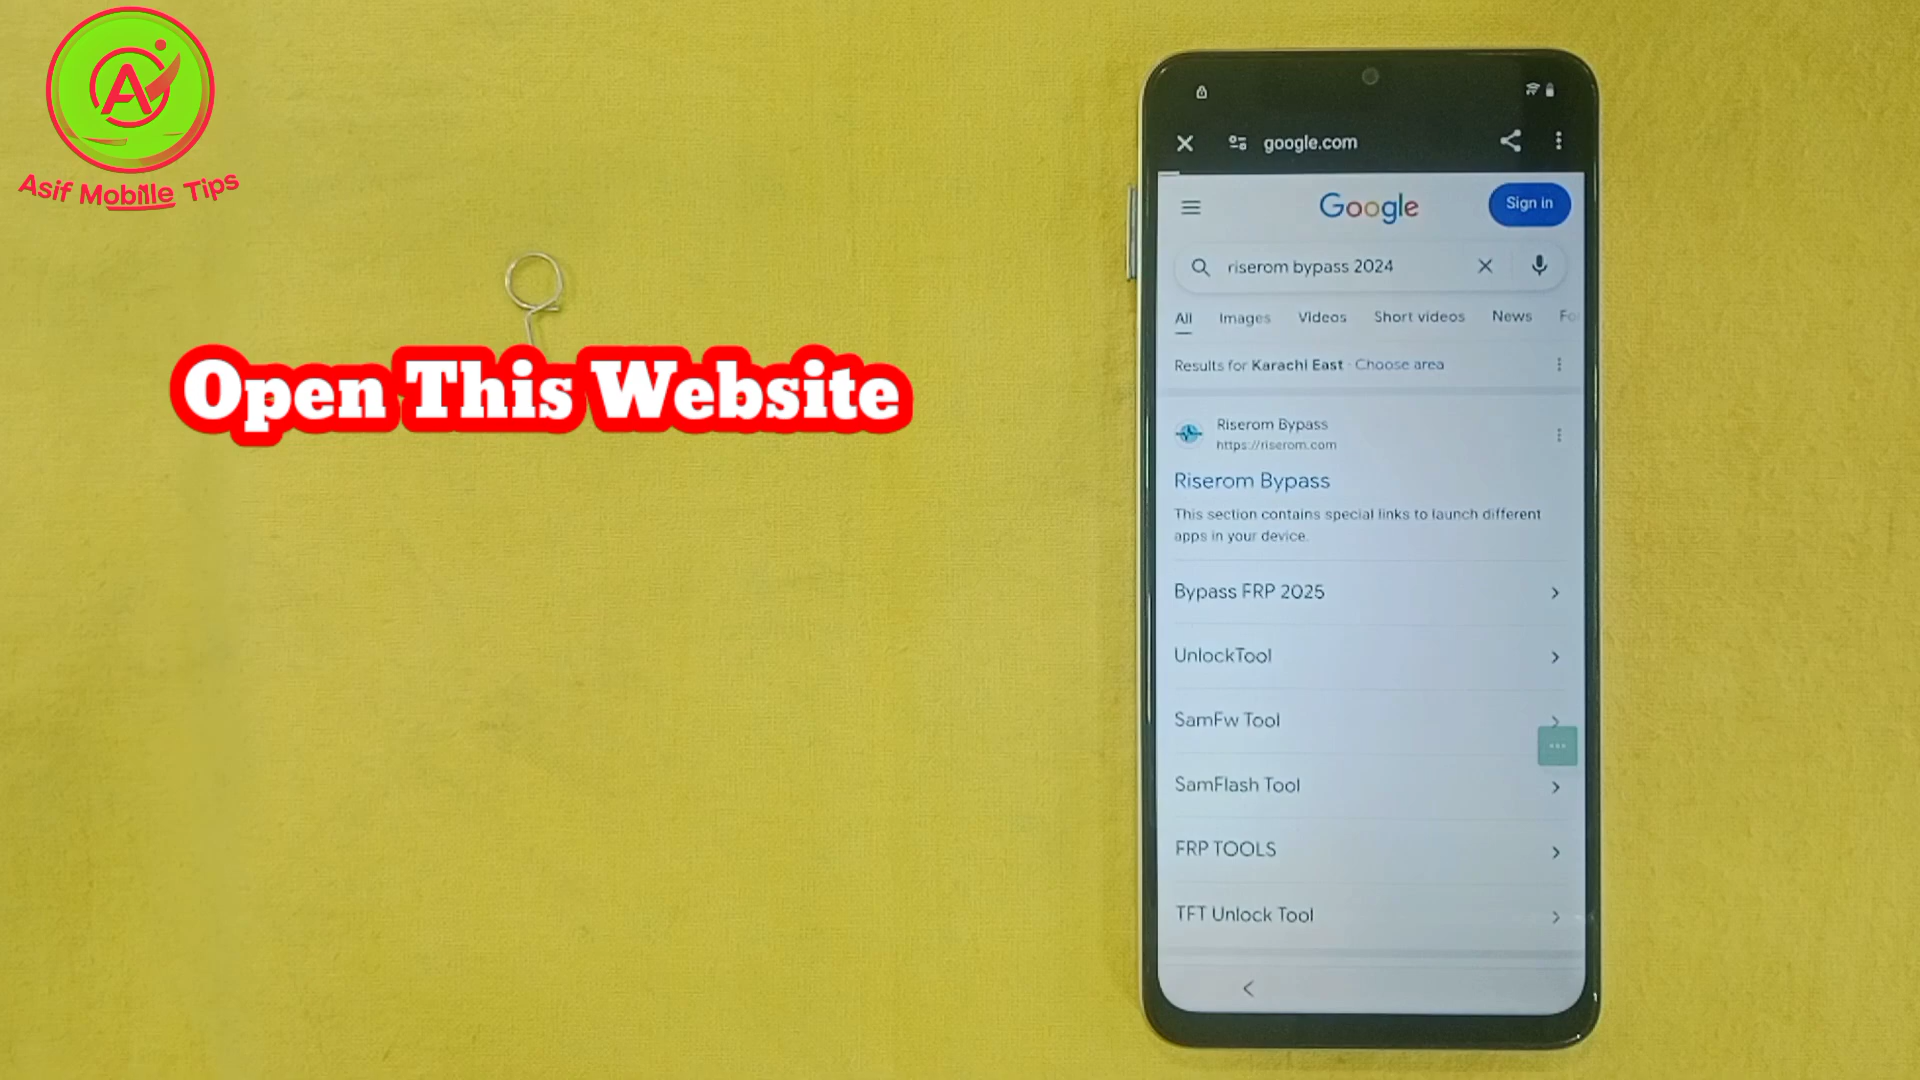 A
Asif Mobille Tips
Open This Website
google.com
Google
Sign in
riserom bypass 2024
All Images Videos Short videos News
Results for Karachi East · Choose area
Riserom Bypass
https://riserom.com
Riserom Bypass
This section contains special links to launch different
apps in your device.
Bypass FRP 2025
UnlockTool
SamFw Tool
SamFlash Tool
FRP TOOLS
TFT Unlock Tool